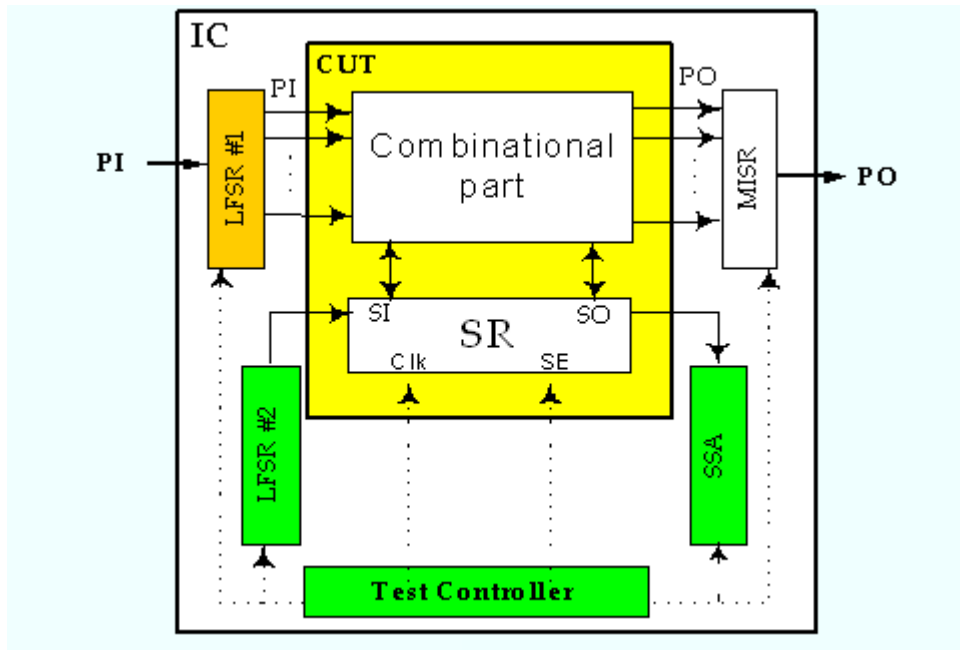 IC
CUT
PI
PO
PI
LFSR #1
Combinational
part
MISR
PO
SI
SO
SR
Clk
SE
LFSR #2
SSA
Test Controller